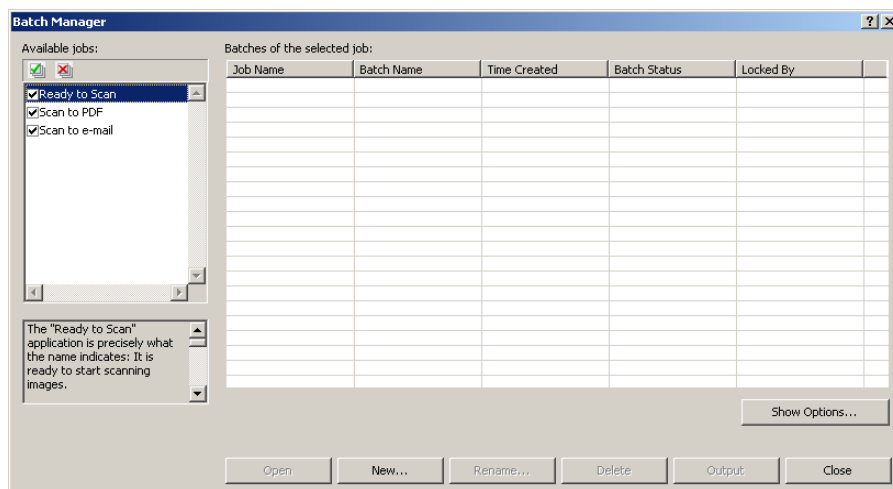 Batch Manager
Available jobs:
Ready to Scan
Scan to PDF
Scan to e-mail
The "Ready to Scan"
application is precisely what
the name indicates: It is
ready to start scanning
images.
Batches of the selected job:
Job Name Batch Name Time Created Batch Status Locked By
Show Options...
Open New... Rename... Delete Output Close